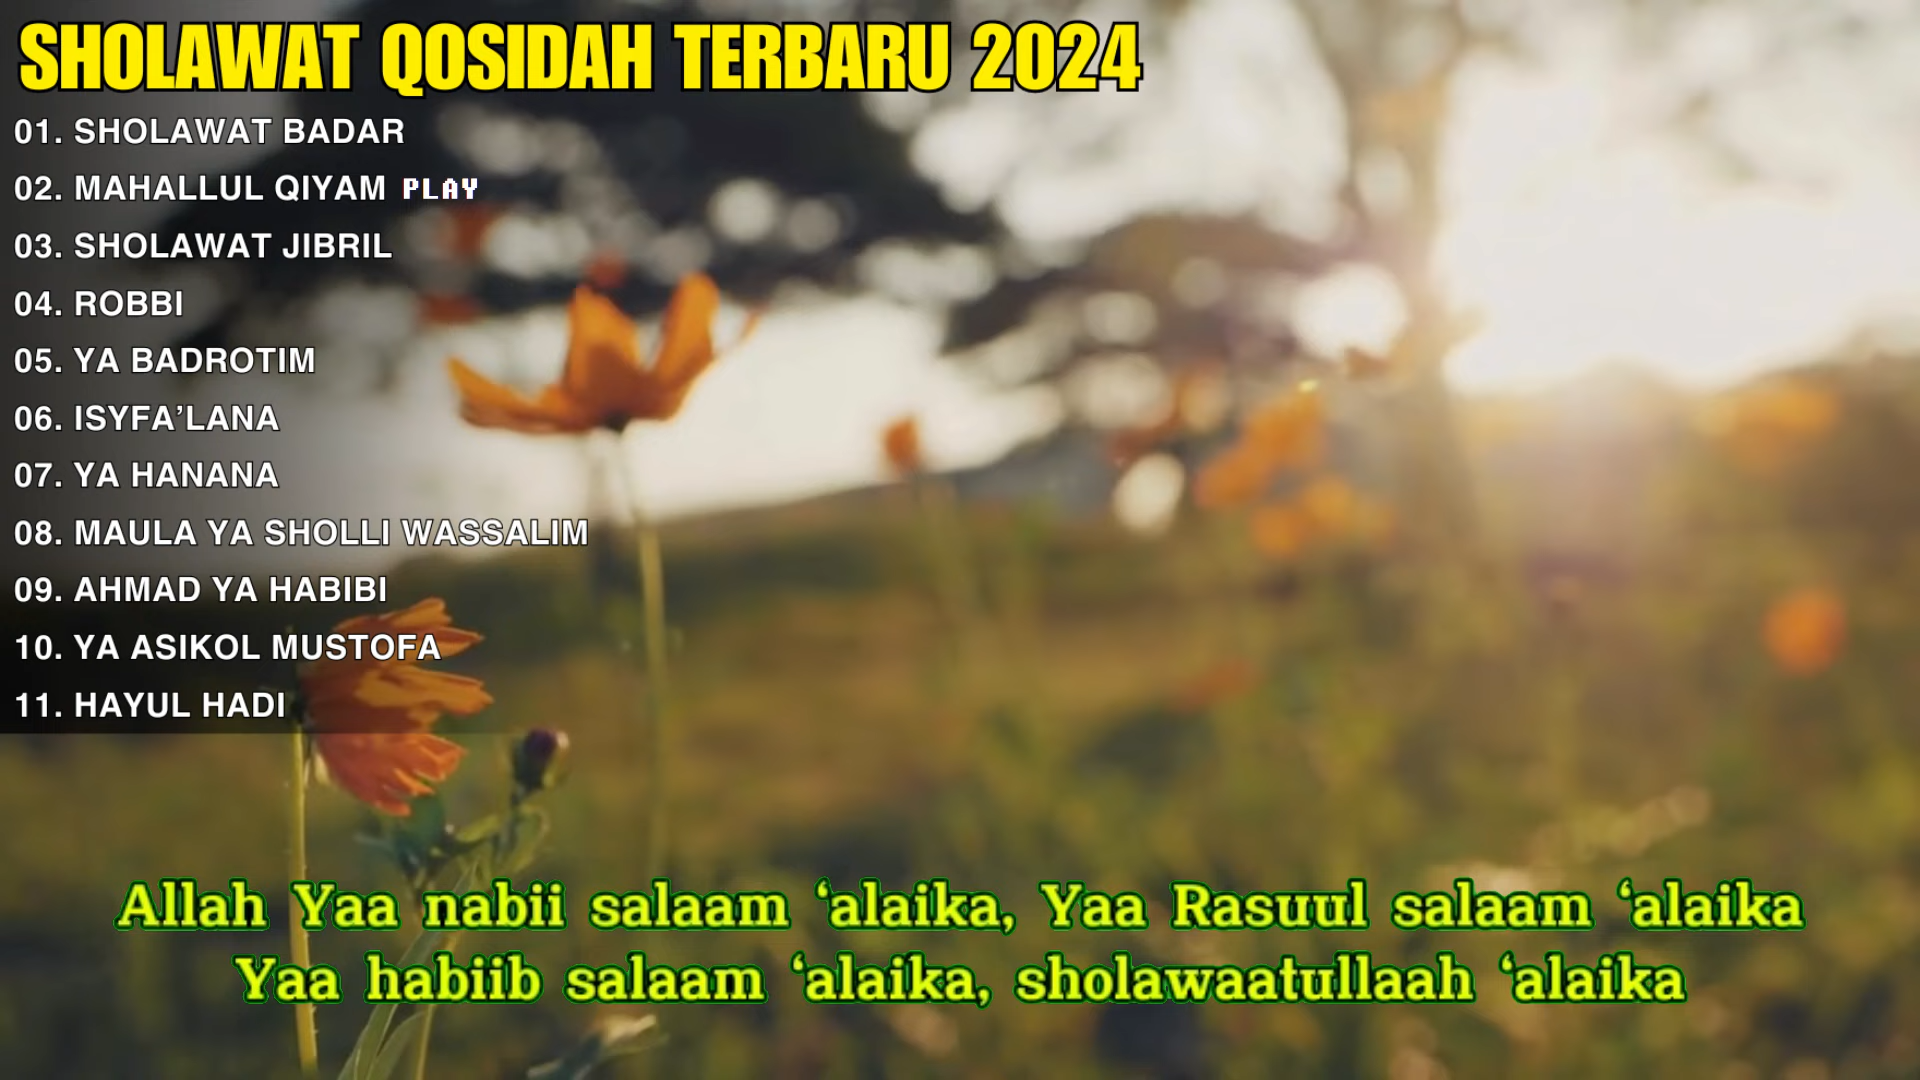 SHOLAWAT QOSIDAH TERBARU 2024
01. SHOLAWAT BADAR
02. MAHALLUL QIYAM PLAY
03. SHOLAWAT JIBRIL
04. ROBBI
05. YA BADROTIM
06. ISYFA’LANA
07. YA HANANA
08. MAULA YA SHOLLI WASSALIM
09. AHMAD YA HABIBI
10. YA ASIKOL MUSTOFA
11. HAYUL HADI
Allah Yaa nabii salaam ‘alaika, Yaa Rasuul salaam ‘alaika
Yaa habiib salaam ‘alaika, sholawaatullaah ‘alaika